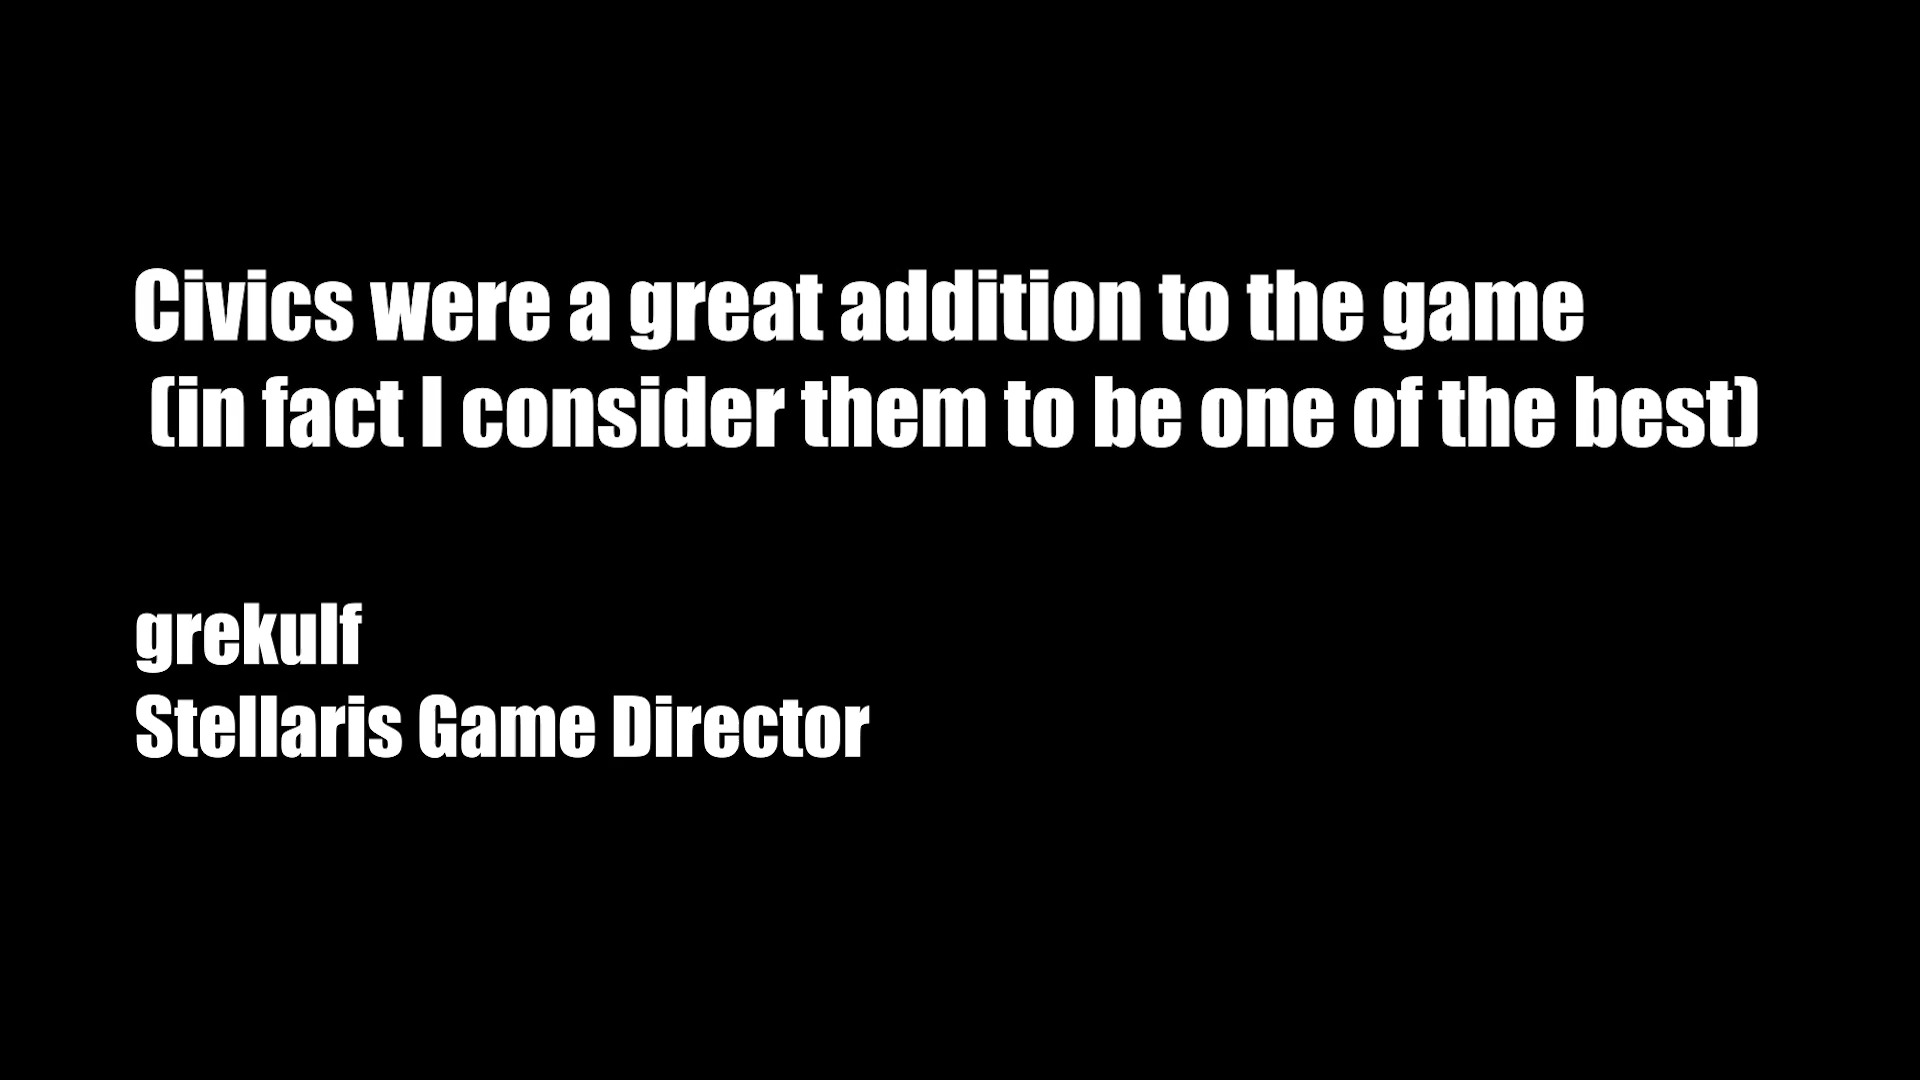 Civics were a great addition to the game
(in fact I consider them to be one of the best)
grekulf
Stellaris Game Director